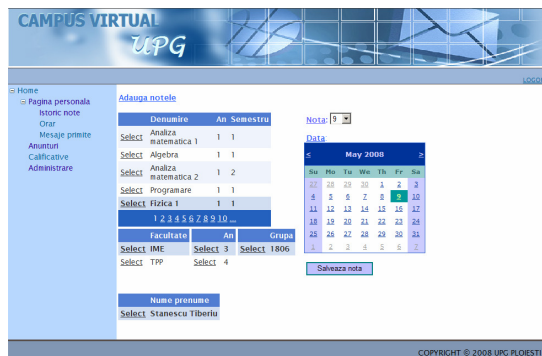 CAMPUS VIRTUAL
UPG
LOGO
Home
Pagina personala
Istoric note
Orar
Mesaje primite
Anunturi
Calificative
Administrare
Adauga notele
Denumire An Semestru
Select Analiza matematica 1 1 1
Select Algebra 1 1
Select Analiza matematica 2 1 2
Select Programare 1 1
Select Fizica 1 1 1
1 2 3 4 5 6 7 8 9 10 ...
Facultate An Grupa
Select IME Select 3 Select 1806
Select TPP Select 4
Nume prenume
Select Stanescu Tiberiu
Nota: 9
Data:
< May 2008 >
Su Mo Tu We Th Fr Sa
27 28 29 30 1 2 3
4 5 6 7 8 9 10
11 12 13 14 15 16 17
18 19 20 21 22 23 24
25 26 27 28 29 30 31
1 2 3 4 5 6 7
Salveaza nota
COPYRIGHT © 2008 UPG PLOIESTI